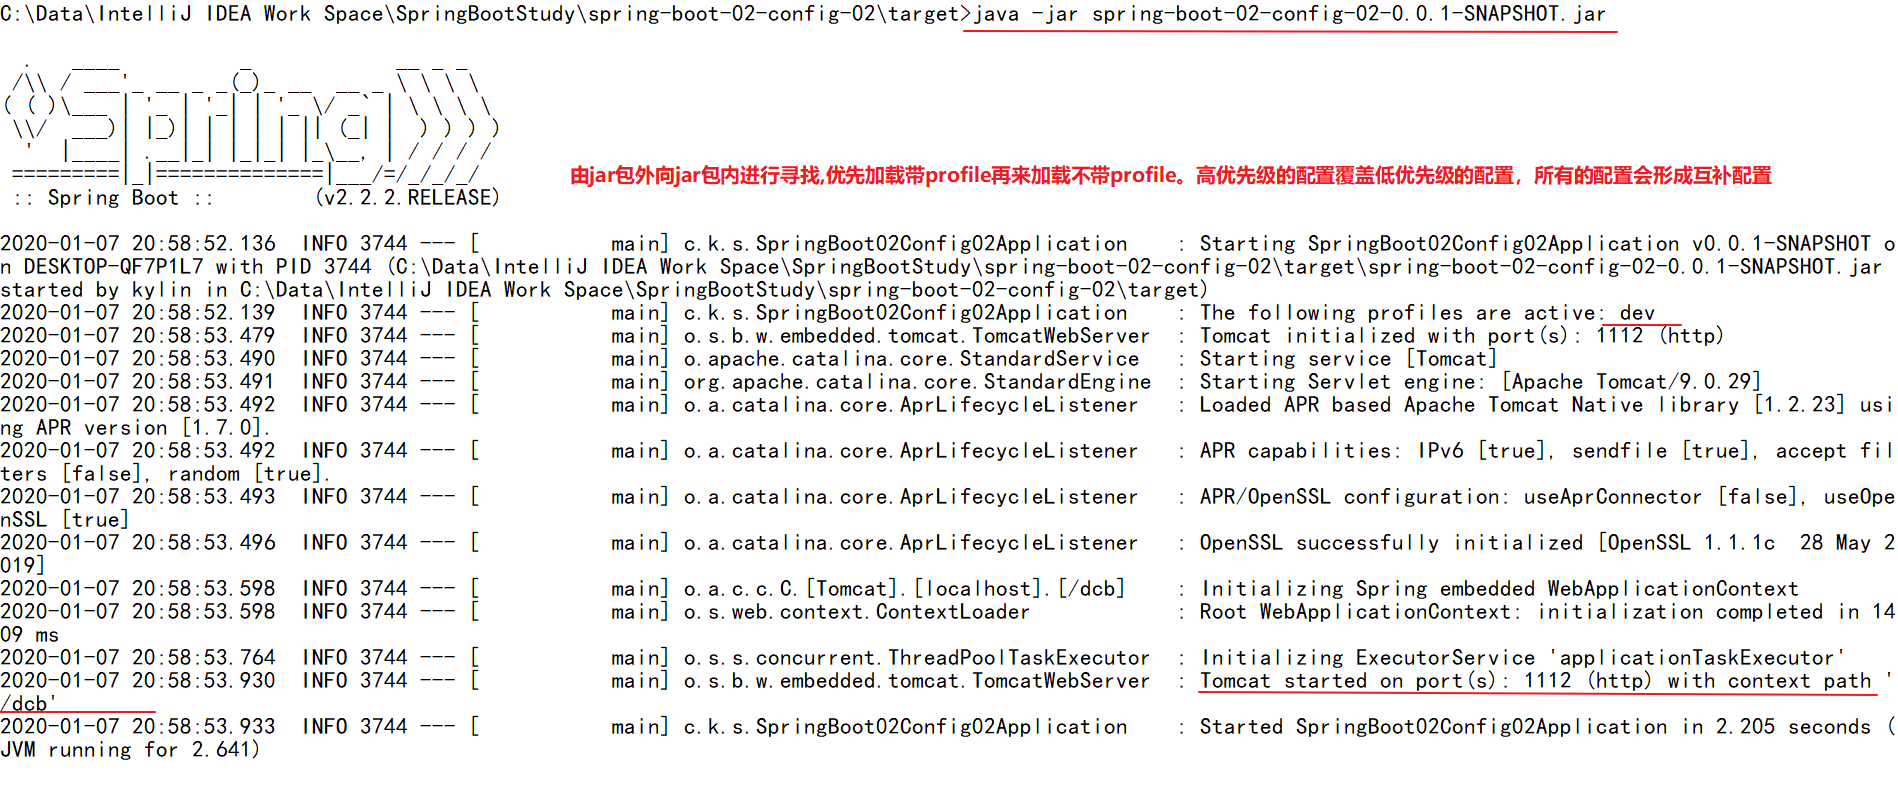 C:\Data\IntelliJ IDEA Work Space\SpringBootStudy\spring-boot-02-config-02\target>java -jar spring-boot-02-config-02-0.0.1-SNAPSHOT.jar
  .   ____          _            __ _ _
 /\\ / ___'_ __ _ _(_)_ __  __ _ \ \ \ \
( ( )\___ | '_ | '_| | '_ \/ _` | \ \ \ \
 \\/  ___)| |_)| | | | | || (_| |  ) ) ) )
  '  |____| .__|_| |_|_| |_\__, | / / / /
 =========|_|==============|___/=/_/_/_/
由jar包外向jar包内进行寻找,优先加载带profile再来加载不带profile。高优先级的配置覆盖低优先级的配置，所有的配置会形成互补配置
 :: Spring Boot ::        (v2.2.2.RELEASE)
2020-01-07 20:58:52.136  INFO 3744 --- [           main] c.k.s.SpringBoot02Config02Application    : Starting SpringBoot02Config02Application v0.0.1-SNAPSHOT o
n DESKTOP-QF7P1L7 with PID 3744 (C:\Data\IntelliJ IDEA Work Space\SpringBootStudy\spring-boot-02-config-02\target\spring-boot-02-config-02-0.0.1-SNAPSHOT.jar
started by kylin in C:\Data\IntelliJ IDEA Work Space\SpringBootStudy\spring-boot-02-config-02\target)
2020-01-07 20:58:52.139  INFO 3744 --- [           main] c.k.s.SpringBoot02Config02Application    : The following profiles are active: dev
2020-01-07 20:58:53.479  INFO 3744 --- [           main] o.s.b.w.embedded.tomcat.TomcatWebServer  : Tomcat initialized with port(s): 1112 (http)
2020-01-07 20:58:53.490  INFO 3744 --- [           main] o.apache.catalina.core.StandardService   : Starting service [Tomcat]
2020-01-07 20:58:53.491  INFO 3744 --- [           main] org.apache.catalina.core.StandardEngine  : Starting Servlet engine: [Apache Tomcat/9.0.29]
2020-01-07 20:58:53.492  INFO 3744 --- [           main] o.a.catalina.core.AprLifecycleListener   : Loaded APR based Apache Tomcat Native library [1.2.23] usi
ng APR version [1.7.0].
2020-01-07 20:58:53.492  INFO 3744 --- [           main] o.a.catalina.core.AprLifecycleListener   : APR capabilities: IPv6 [true], sendfile [true], accept fil
ters [false], random [true].
2020-01-07 20:58:53.493  INFO 3744 --- [           main] o.a.catalina.core.AprLifecycleListener   : APR/OpenSSL configuration: useAprConnector [false], useOpe
nSSL [true]
2020-01-07 20:58:53.496  INFO 3744 --- [           main] o.a.catalina.core.AprLifecycleListener   : OpenSSL successfully initialized [OpenSSL 1.1.1c  28 May 2
019]
2020-01-07 20:58:53.598  INFO 3744 --- [           main] o.a.c.c.C.[Tomcat].[localhost].[/dcb]    : Initializing Spring embedded WebApplicationContext
2020-01-07 20:58:53.598  INFO 3744 --- [           main] o.s.web.context.ContextLoader            : Root WebApplicationContext: initialization completed in 14
09 ms
2020-01-07 20:58:53.764  INFO 3744 --- [           main] o.s.s.concurrent.ThreadPoolTaskExecutor  : Initializing ExecutorService 'applicationTaskExecutor'
2020-01-07 20:58:53.930  INFO 3744 --- [           main] o.s.b.w.embedded.tomcat.TomcatWebServer  : Tomcat started on port(s): 1112 (http) with context path '
/dcb'
2020-01-07 20:58:53.933  INFO 3744 --- [           main] c.k.s.SpringBoot02Config02Application    : Started SpringBoot02Config02Application in 2.205 seconds (
JVM running for 2.641)